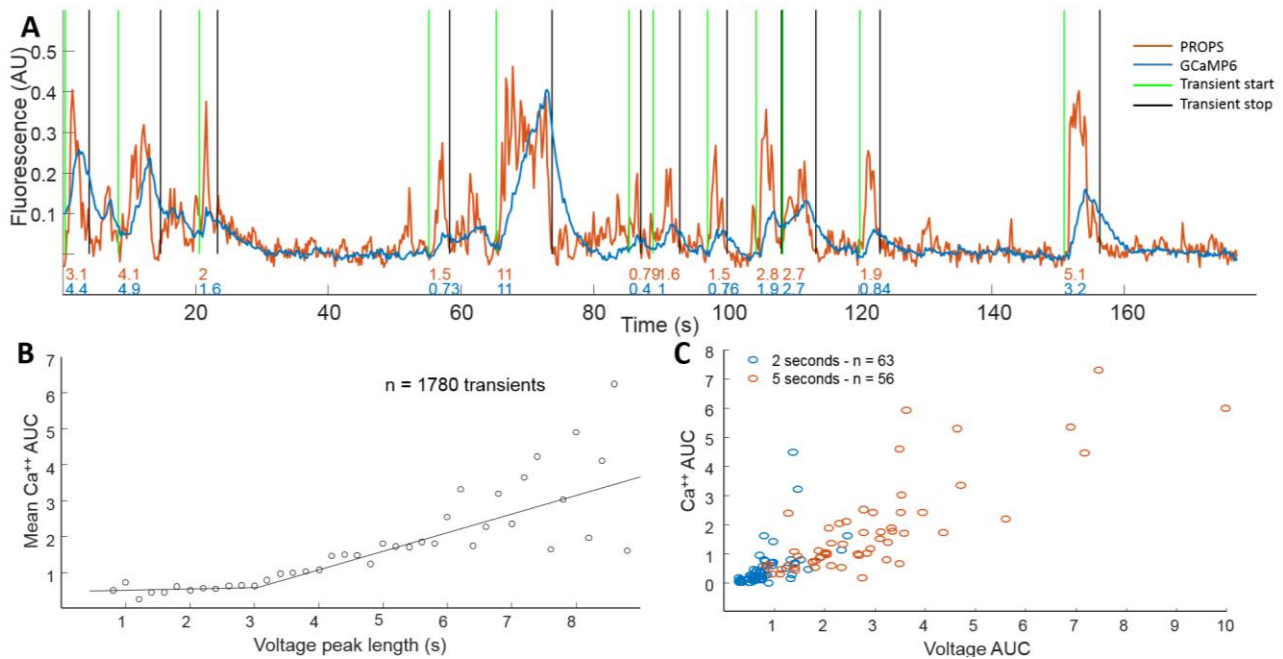 A
Fluorescence (AU)
0.5
0.4
0.3
0.2
0.1
PROPS
GCaMP6
Transient start
Transient stop
3.1 4.1 2 1.5 11 0.79 1.6 1.5 2.8 2.7 1.9 5.1
4.4 4.9 1.6 0.73 11 0.4 1 0.76 1.9 2.7 0.84 3.2
20 40 60 80 100 120 140 160
Time (s)
B
n = 1780 transients
Mean Ca⁺⁺ AUC
7
6
5
4
3
2
1
1 2 3 4 5 6 7 8
Voltage peak length (s)
C
2 seconds - n = 63
5 seconds - n = 56
Ca⁺⁺ AUC
8
7
6
5
4
3
2
1
0
1 2 3 4 5 6 7 8 9 10
Voltage AUC